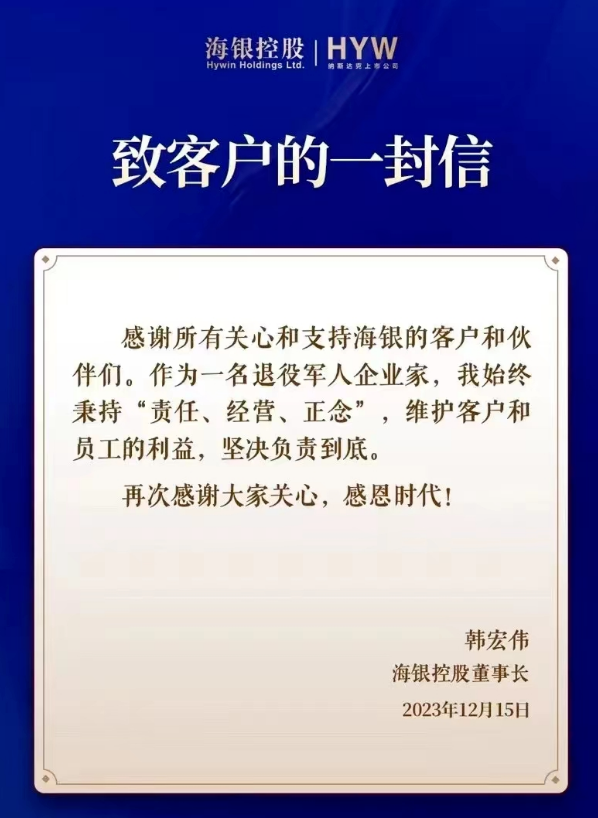 海银控股
Hywin Holdings Ltd.
HYW
纳斯达克上市公司
致客户的一封信
感谢所有关心和支持海银的客户和伙
伴们。作为一名退役军人企业家，我始终
秉持“责任、经营、正念”，维护客户和
员工的利益，坚决负责到底。
再次感谢大家关心，感恩时代！
韩宏伟
海银控股董事长
2023年12月15日